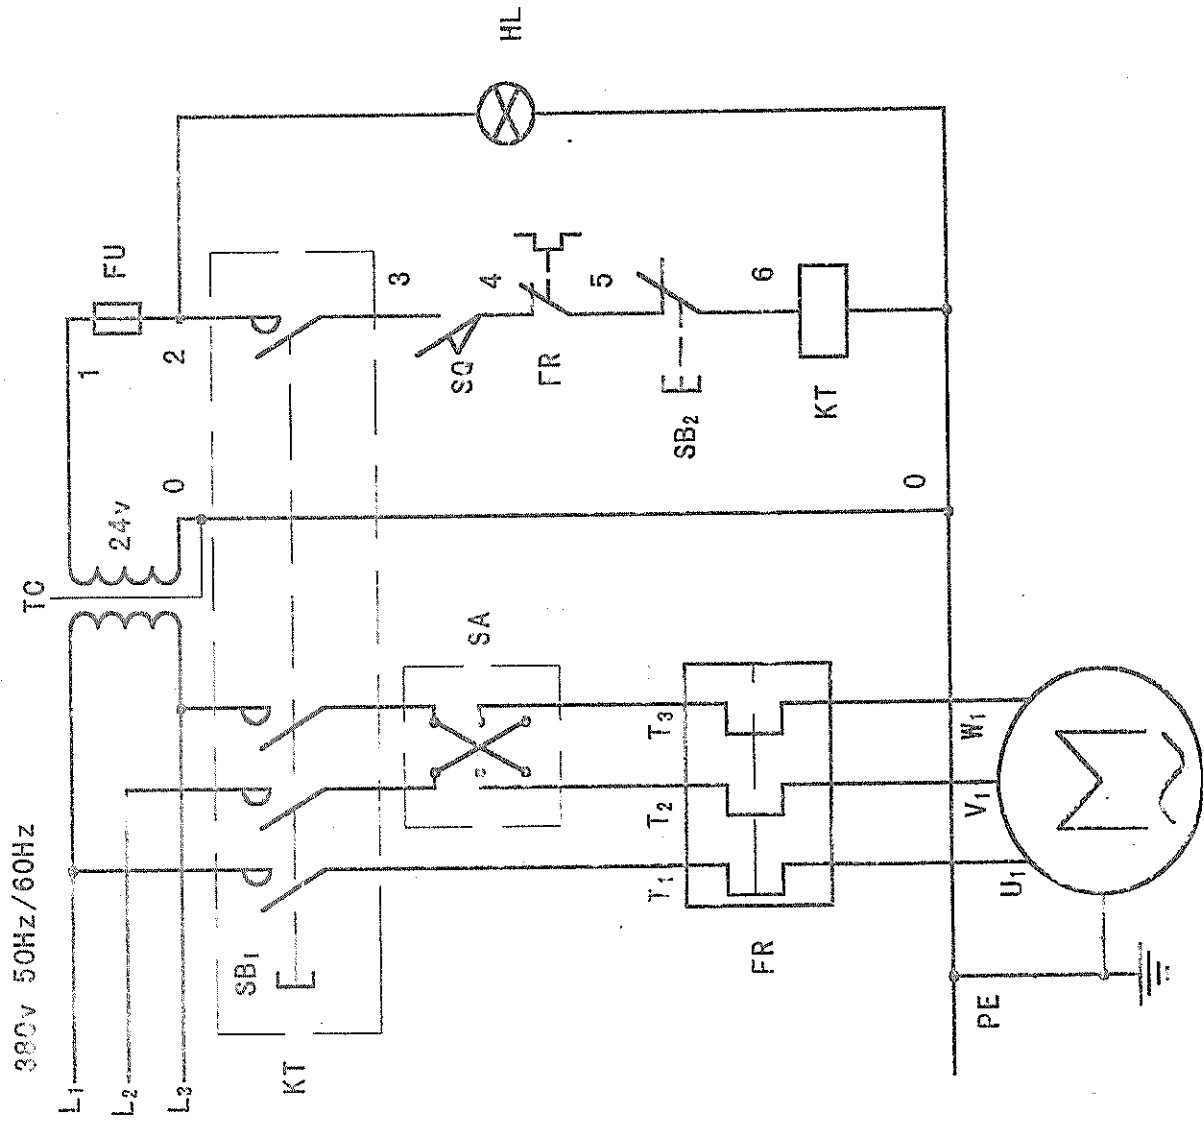 380v 50Hz/60Hz
L1
L2
L3
TC
24v
0
1
FU
2
HL
SB1
KT
3
SA
SQ
4
FR
5
SB2
6
KT
T1
T2
T3
FR
0
U1
V1
W1
M
~
PE